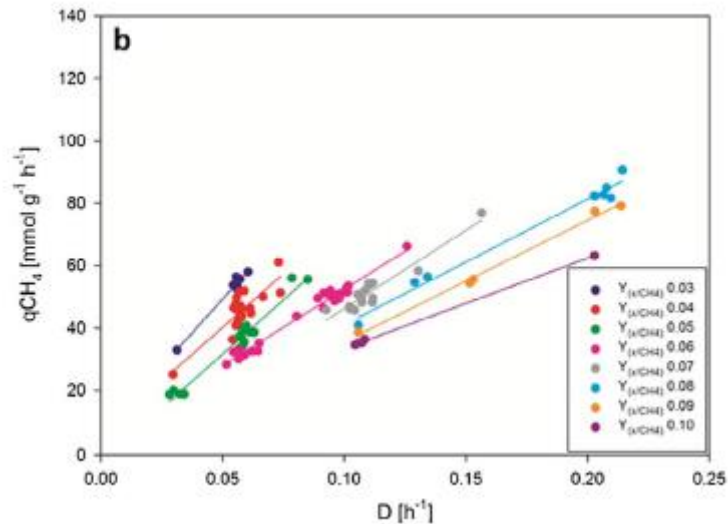 b
140
120
100
80
60
40
20
0
qCH₄ [mmol g⁻¹ h⁻¹]
0.00 0.05 0.10 0.15 0.20 0.25
D [h⁻¹]
Y(x/CH4) 0.03
Y(x/CH4) 0.04
Y(x/CH4) 0.05
Y(x/CH4) 0.06
Y(x/CH4) 0.07
Y(x/CH4) 0.08
Y(x/CH4) 0.09
Y(x/CH4) 0.10